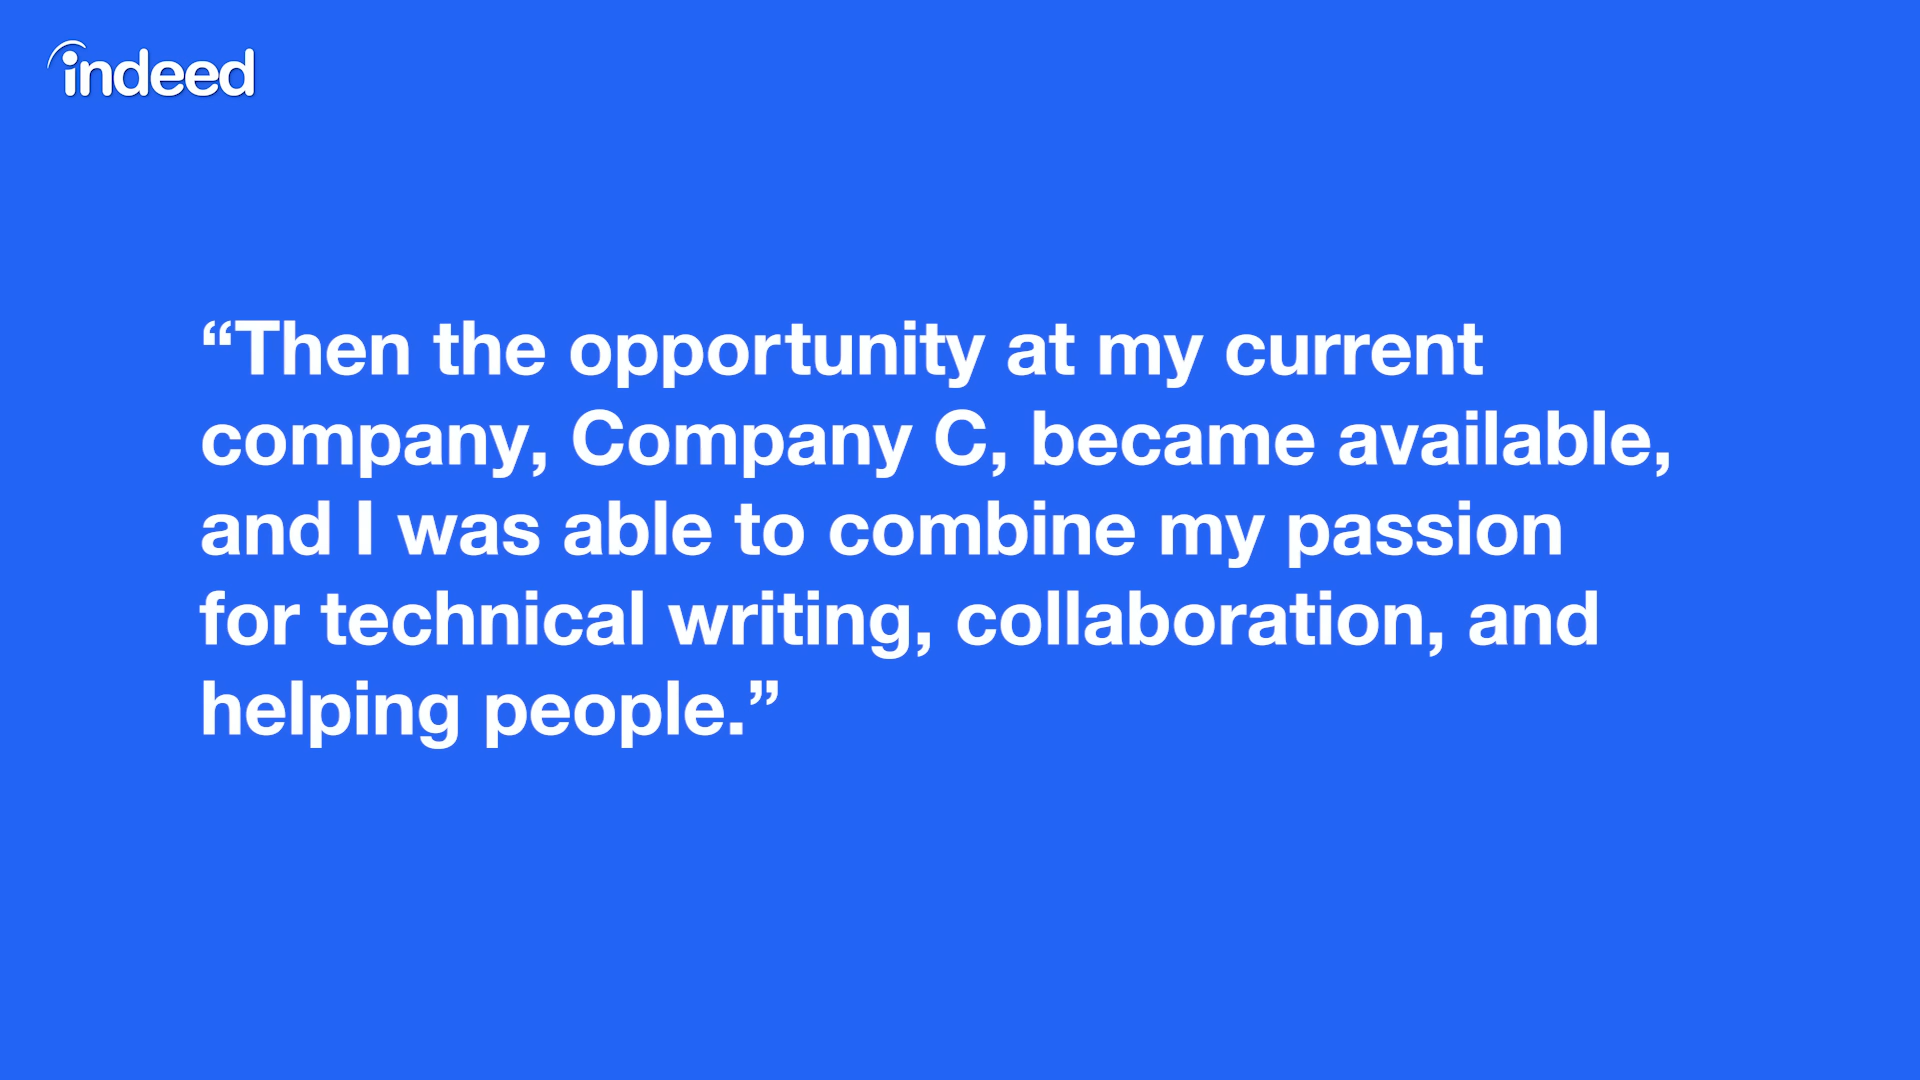 indeed
“Then the opportunity at my current
company, Company C, became available,
and I was able to combine my passion
for technical writing, collaboration, and
helping people.”